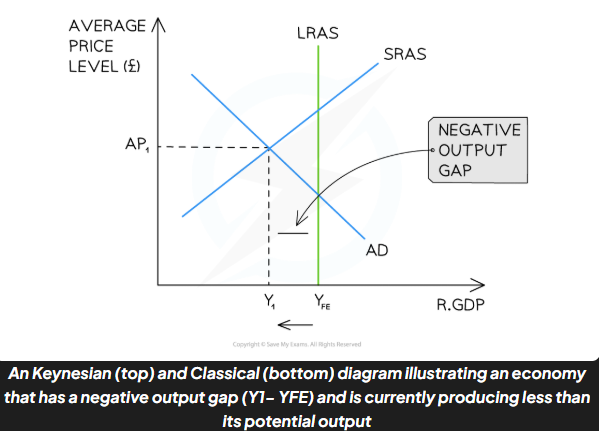 AVERAGE
PRICE
LEVEL (£)
LRAS
SRAS
NEGATIVE
OUTPUT
GAP
AP1
AD
Y1
YFE
R.GDP
Copyright © Save My Exams. All Rights Reserved
An Keynesian (top) and Classical (bottom) diagram illustrating an economy
that has a negative output gap (Y1– YFE) and is currently producing less than
its potential output